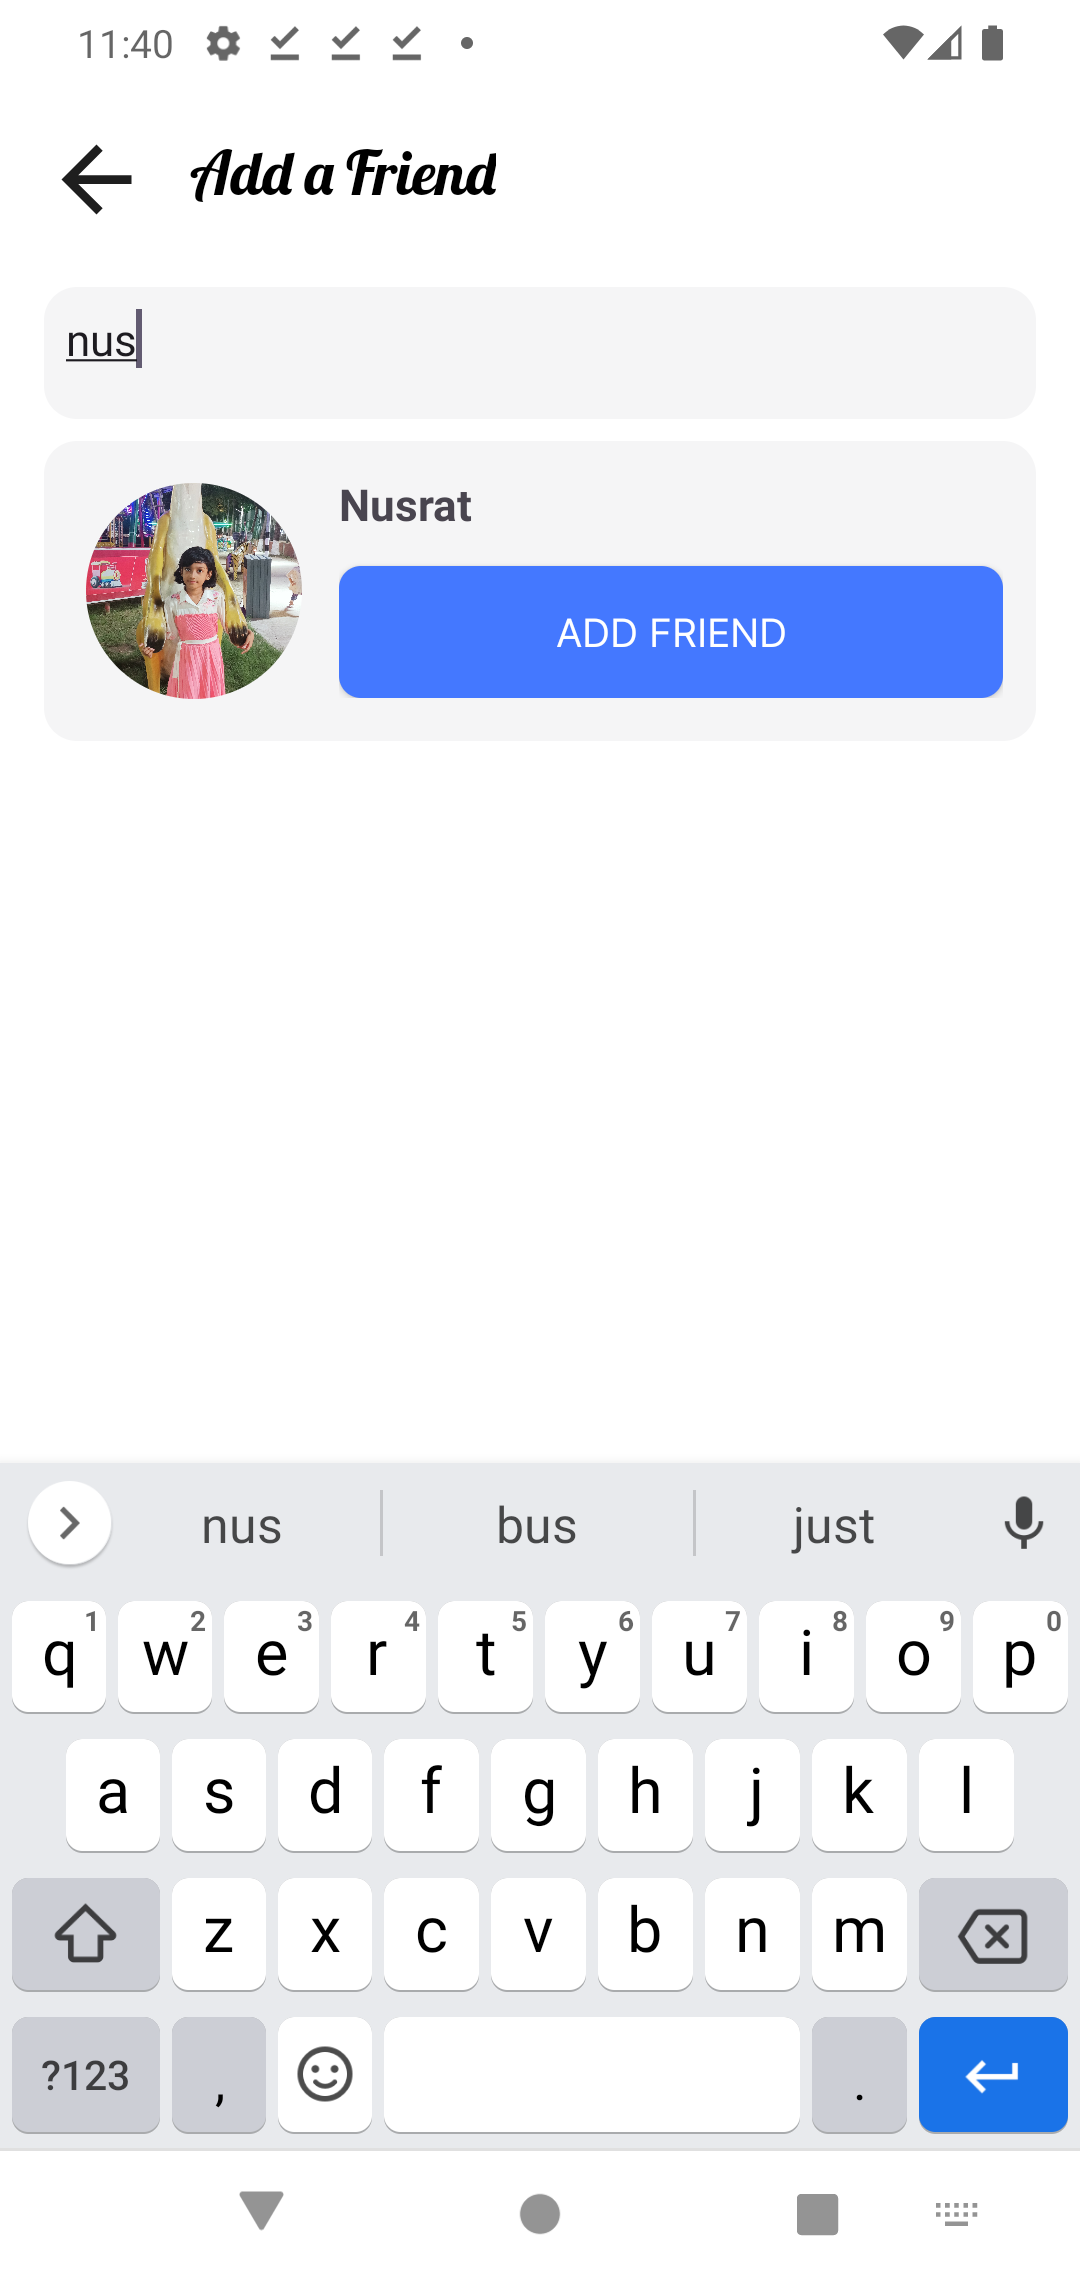 11:40
Add a Friend
nus
Nusrat
ADD FRIEND
nus bus just
q1 w2 e3 r4 t5 y6 u7 i8 o9 p0
a s d f g h j k l
z x c v b n m
?123 , .